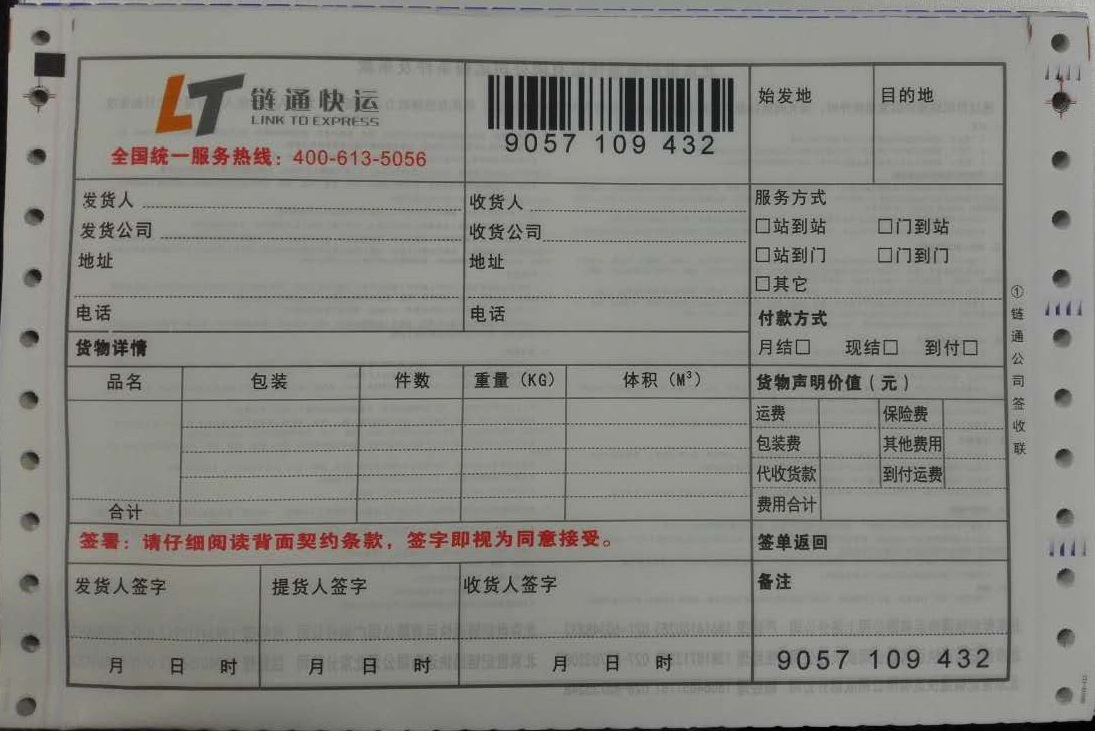 LT 链通快运
LINK TO EXPRESS
全国统一服务热线：400-613-5056
9057 109 432
始发地 目的地
发货人 收货人
发货公司 收货公司
地址 地址
电话 电话
服务方式
□站到站 □门到站
□站到门 □门到门
□其它
付款方式
月结□ 现结□ 到付□
货物详情
品名 包装 件数 重量（KG） 体积（M³）
合计
货物声明价值（元）
运费 保险费
包装费 其他费用
代收货款 到付运费
费用合计
签署：请仔细阅读背面契约条款，签字即视为同意接受。
签单返回
发货人签字 提货人签字 收货人签字
备注
月 日 时 月 日 时 月 日 时
9057 109 432
①链通公司签收联